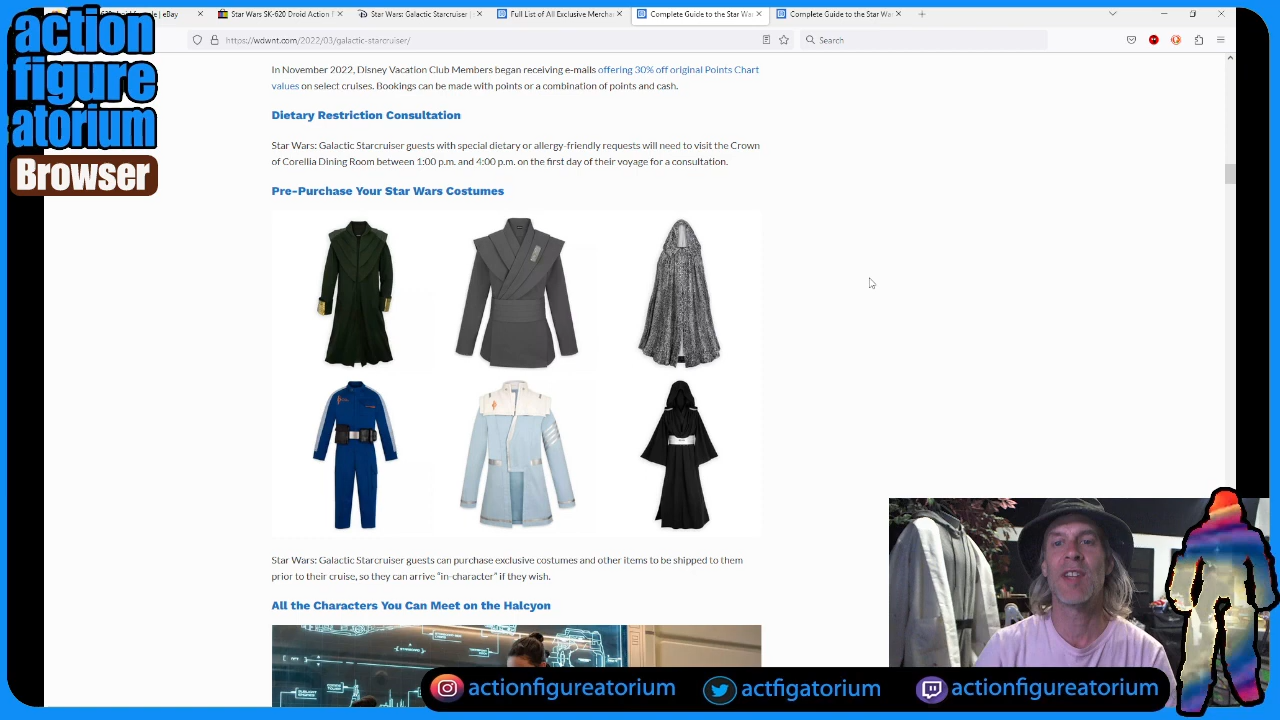 action
figure
atorium
Browser
eBay
Star Wars SK-620 Droid Action F
Star Wars: Galactic Starcruiser
Full List of All Exclusive Mercha
Complete Guide to the Star Wa
Complete Guide to the Star Wa
https://wdwnt.com/2022/03/galactic-starcruiser/
Search
In November 2022, Disney Vacation Club Members began receiving e-mails offering 30% off original Points Chart
values on select cruises. Bookings can be made with points or a combination of points and cash.
Dietary Restriction Consultation
Star Wars: Galactic Starcruiser guests with special dietary or allergy-friendly requests will need to visit the Crown
of Corellia Dining Room between 1:00 p.m. and 4:00 p.m. on the first day of their voyage for a consultation.
Pre-Purchase Your Star Wars Costumes
Star Wars: Galactic Starcruiser guests can purchase exclusive costumes and other items to be shipped to them
prior to their cruise, so they can arrive “in-character” if they wish.
All the Characters You Can Meet on the Halcyon
actionfigureatorium
actfigatorium
actionfigureatorium